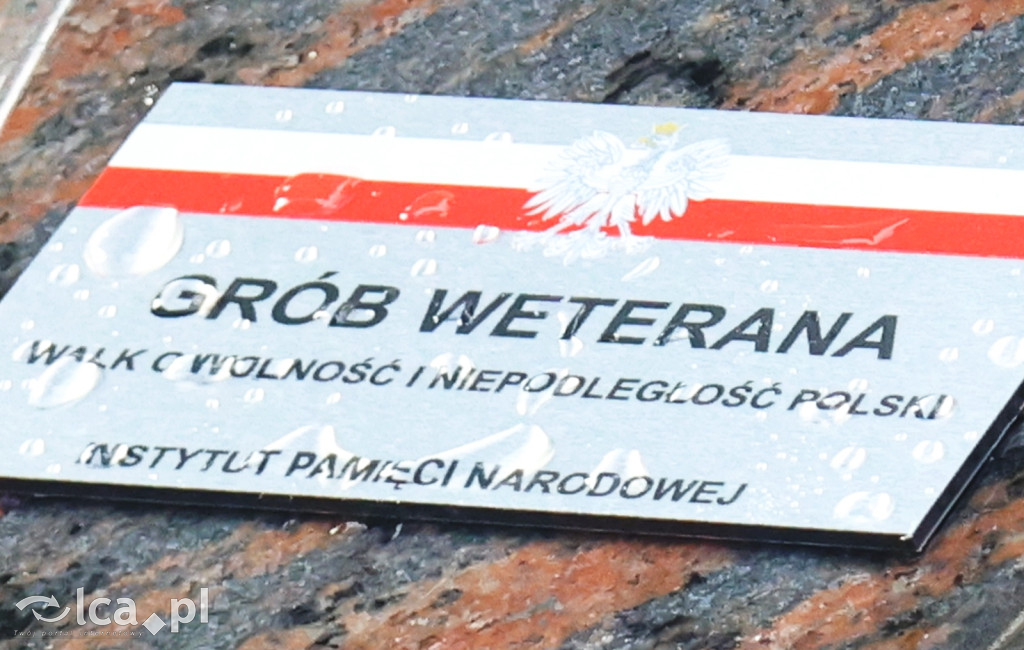 GRÓB WETERANA
WALK O WOLNOŚĆ I NIEPODLEGŁOŚĆ POLSKI
INSTYTUT PAMIĘCI NARODOWEJ
lca.pl